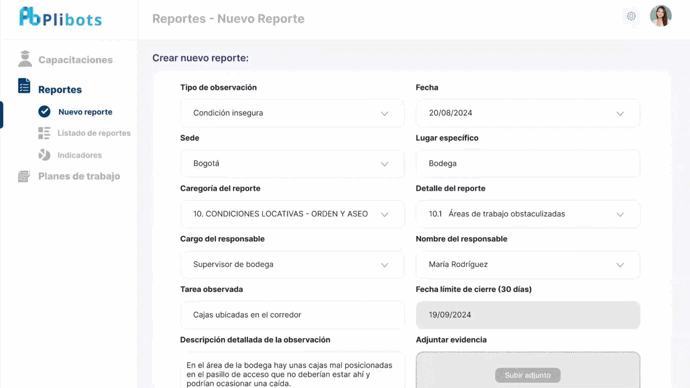 Plibots
Reportes - Nuevo Reporte
Capacitaciones
Reportes
Nuevo reporte
Listado de reportes
Indicadores
Planes de trabajo
Crear nuevo reporte:
Tipo de observación
Fecha
Condición insegura
20/08/2024
Sede
Lugar específico
Bogotá
Bodega
Caregoría del reporte
Detalle del reporte
10. CONDICIONES LOCATIVAS - ORDEN Y ASEO
10.1 Áreas de trabajo obstaculizadas
Cargo del responsable
Nombre del responsable
Supervisor de bodega
María Rodríguez
Tarea observada
Fecha límite de cierre (30 días)
Cajas ubicadas en el corredor
19/09/2024
Descripción detallada de la observación
Adjuntar evidencia
En el área de la bodega hay unas cajas mal posicionadas
en el pasillo de acceso que no deberían estar ahí y
podrían ocasionar una caída.
Subir adjunto